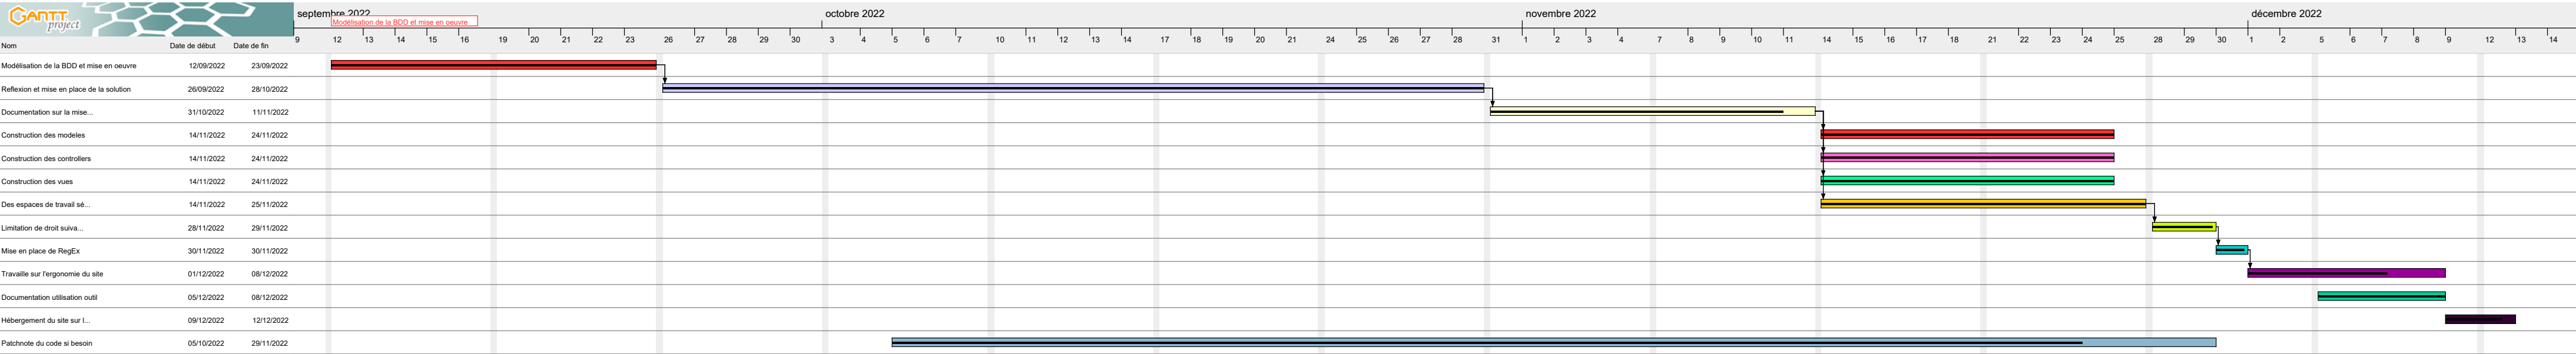 GANTT
project
septembre 2022 octobre 2022 novembre 2022 décembre 2022
Modélisation de la BDD et mise en oeuvre
Nom Date de début Date de fin
9 12 13 14 15 16 19 20 21 22 23 26 27 28 29 30 3 4 5 6 7 10 11 12 13 14 17 18 19 20 21 24 25 26 27 28 31 1 2 3 4 7 8 9 10 11 14 15 16 17 18 21 22 23 24 25 28 29 30 1 2 5 6 7 8 9 12 13 14
Modélisation de la BDD et mise en oeuvre 12/09/2022 23/09/2022
Reflexion et mise en place de la solution 26/09/2022 28/10/2022
Documentation sur la mise... 31/10/2022 11/11/2022
Construction des modeles 14/11/2022 24/11/2022
Construction des controllers 14/11/2022 24/11/2022
Construction des vues 14/11/2022 24/11/2022
Des espaces de travail sé... 14/11/2022 25/11/2022
Limitation de droit suiva... 28/11/2022 29/11/2022
Mise en place de RegEx 30/11/2022 30/11/2022
Travaille sur l'ergonomie du site 01/12/2022 08/12/2022
Documentation utilisation outil 05/12/2022 08/12/2022
Hébergement du site sur l... 09/12/2022 12/12/2022
Patchnote du code si besoin 05/10/2022 29/11/2022